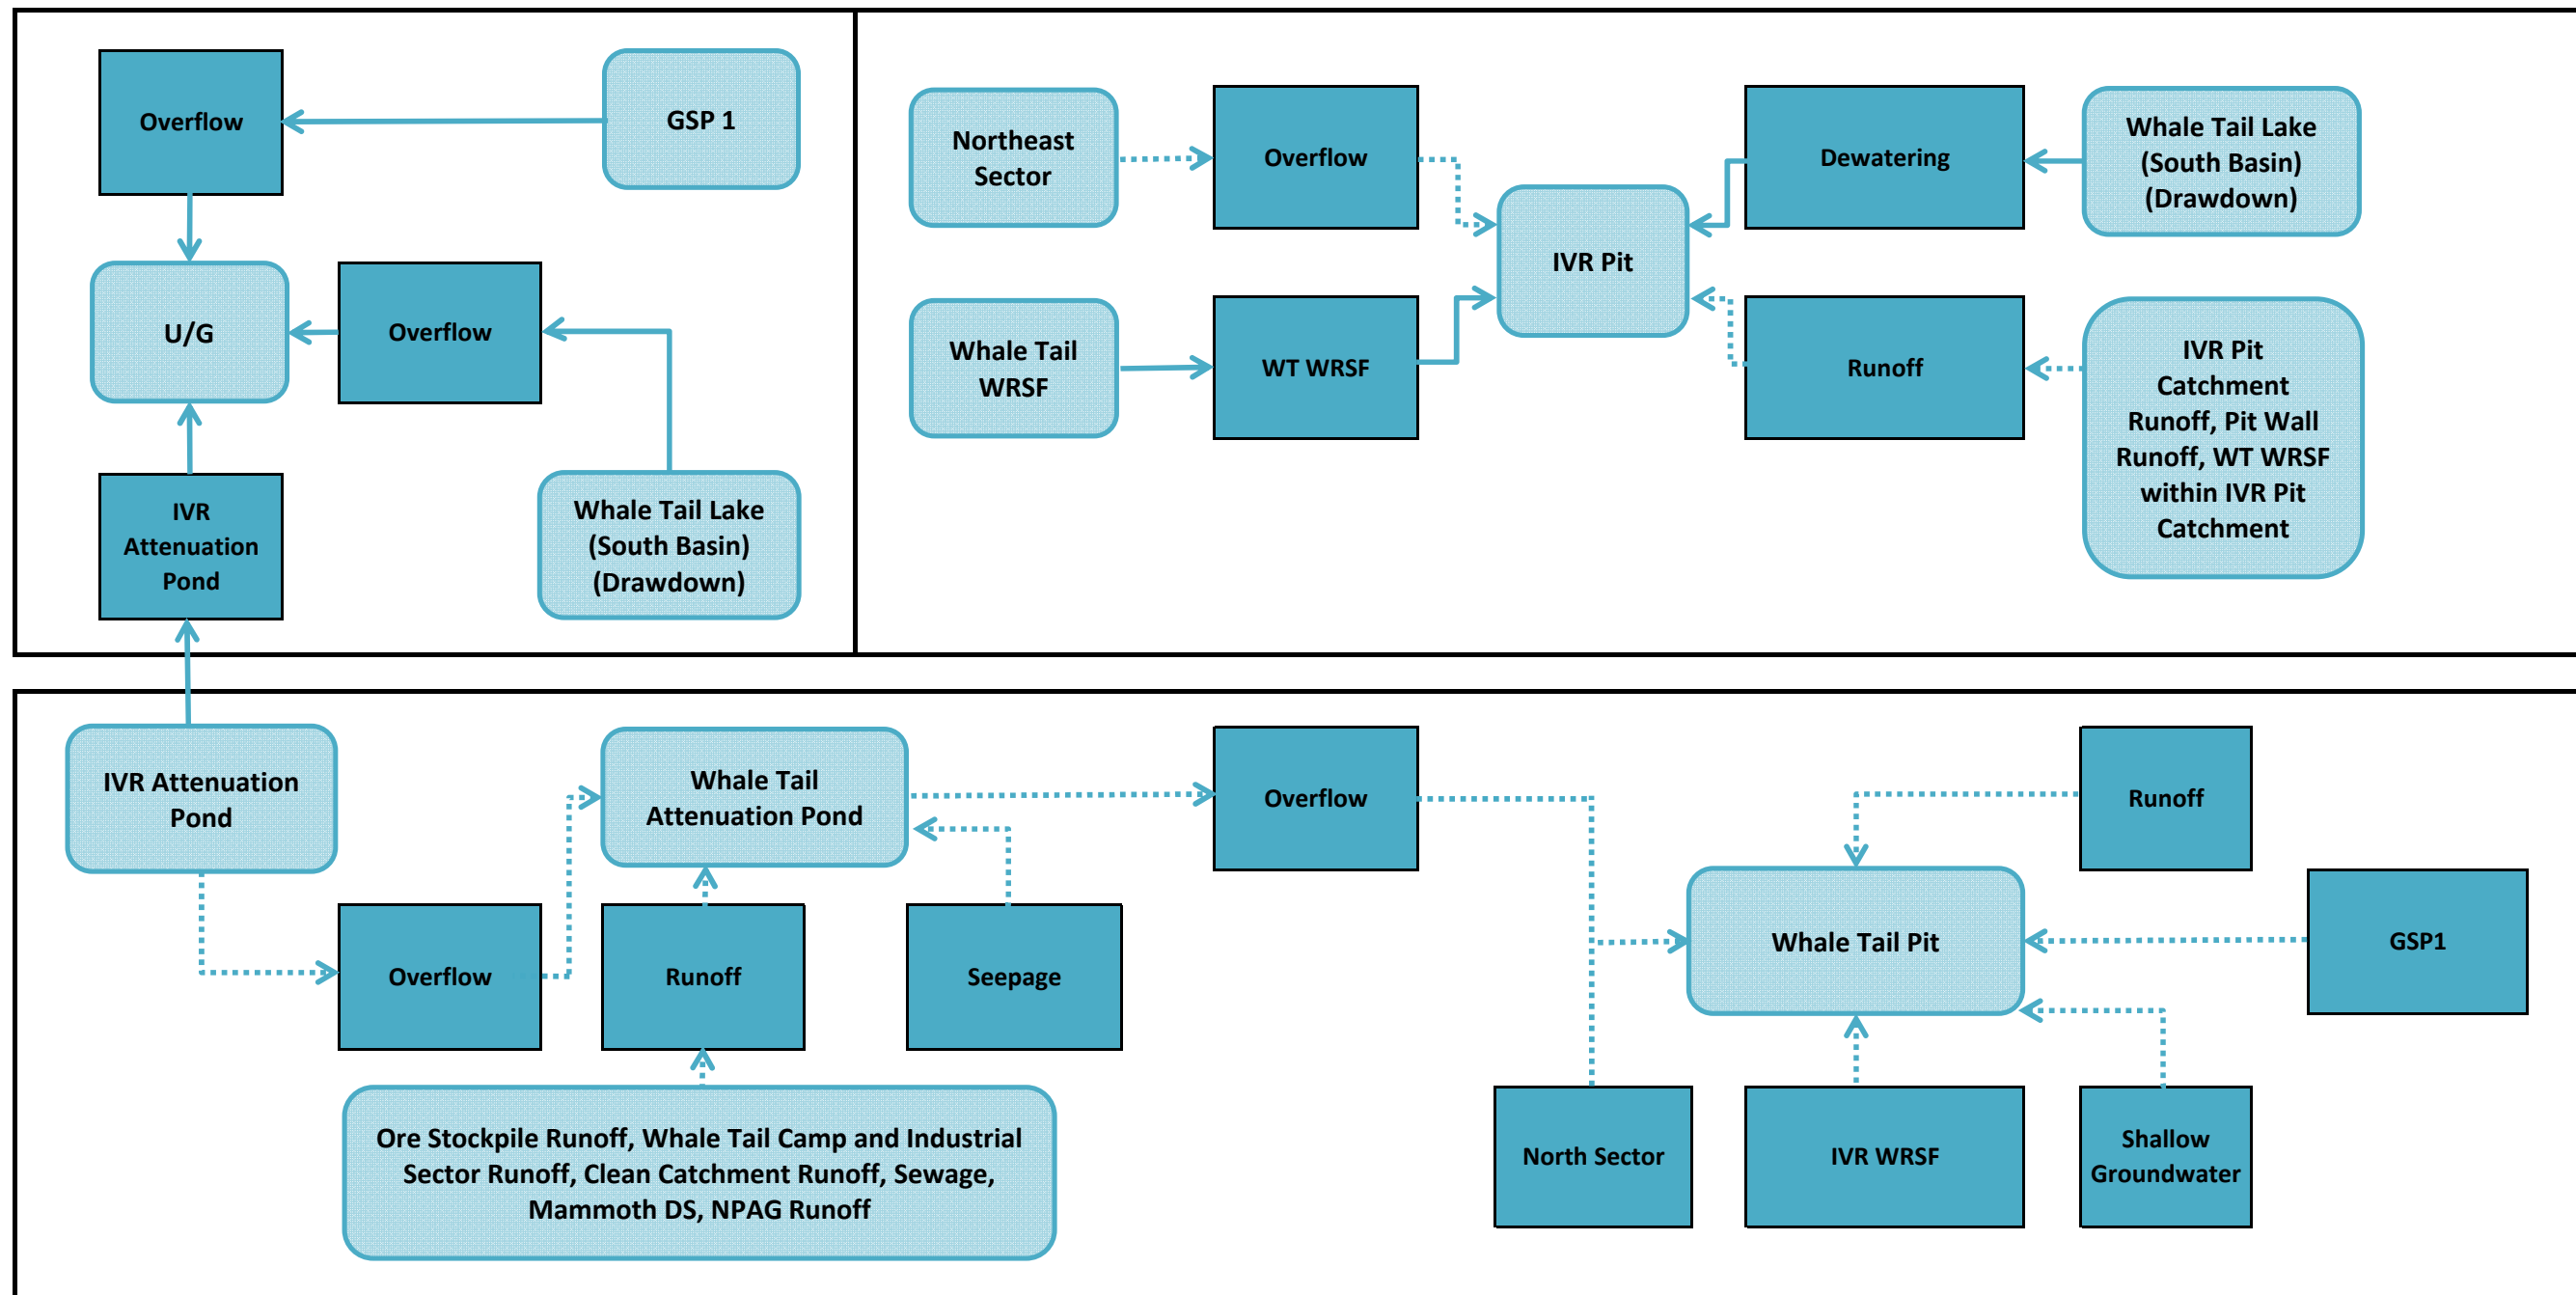 Overflow
GSP 1
U/G
Overflow
IVR
Attenuation
Pond
Whale Tail Lake
(South Basin)
(Drawdown)
Northeast
Sector
Overflow
Dewatering
Whale Tail Lake
(South Basin)
(Drawdown)
IVR Pit
Whale Tail
WRSF
WT WRSF
Runoff
IVR Pit
Catchment
Runoff, Pit Wall
Runoff, WT WRSF
within IVR Pit
Catchment
IVR Attenuation
Pond
Whale Tail
Attenuation Pond
Overflow
Runoff
Overflow
Runoff
Seepage
Whale Tail Pit
GSP1
Ore Stockpile Runoff, Whale Tail Camp and Industrial
Sector Runoff, Clean Catchment Runoff, Sewage,
Mammoth DS, NPAG Runoff
North Sector
IVR WRSF
Shallow
Groundwater